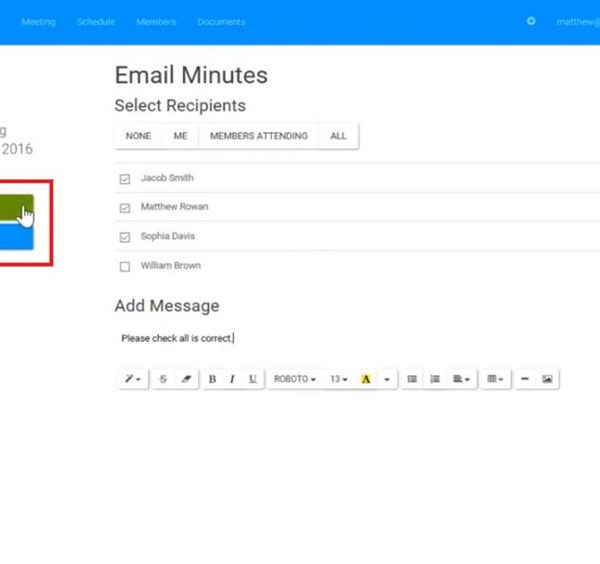 Meeting Schedule Members Documents matthew@
Email Minutes
Select Recipients
g
2016
NONE ME MEMBERS ATTENDING ALL
Jacob Smith
Matthew Rowan
Sophia Davis
William Brown
Add Message
Please check all is correct.
S B I U ROBOTO 13 A